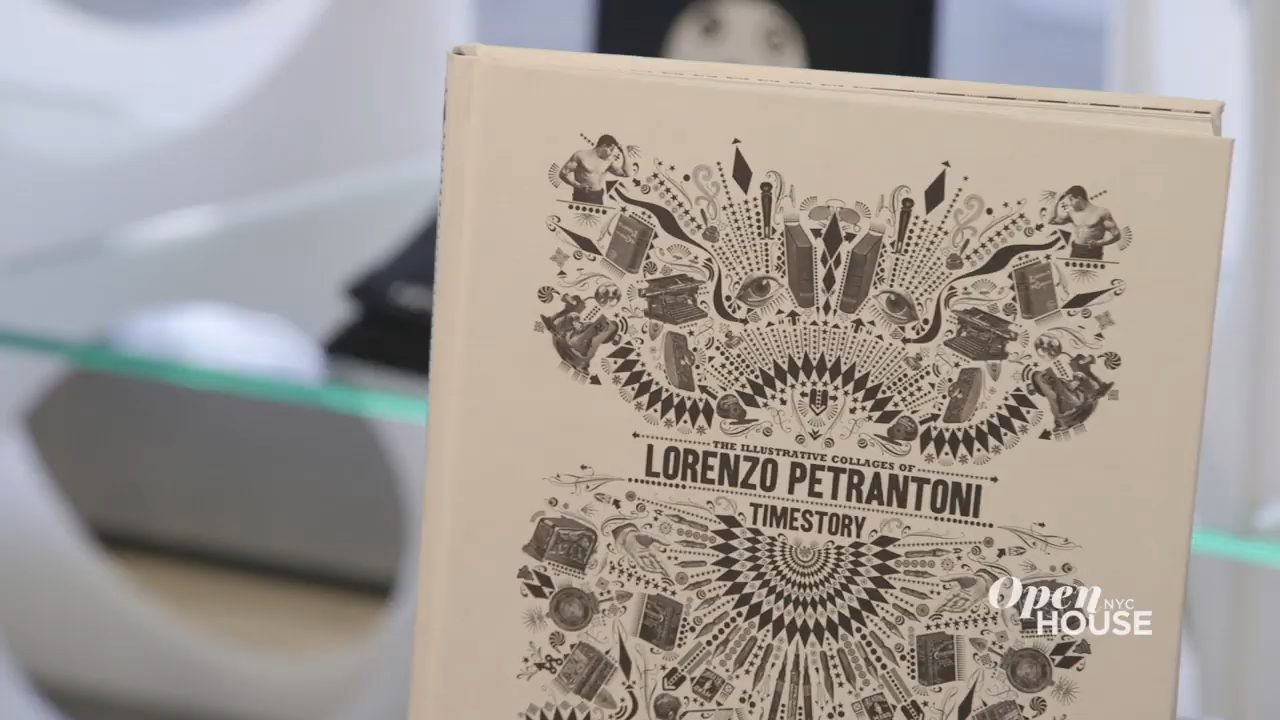 THE ILLUSTRATIVE COLLAGES OF
LORENZO PETRANTONI
TIMESTORY
Open NYC
HOUSE